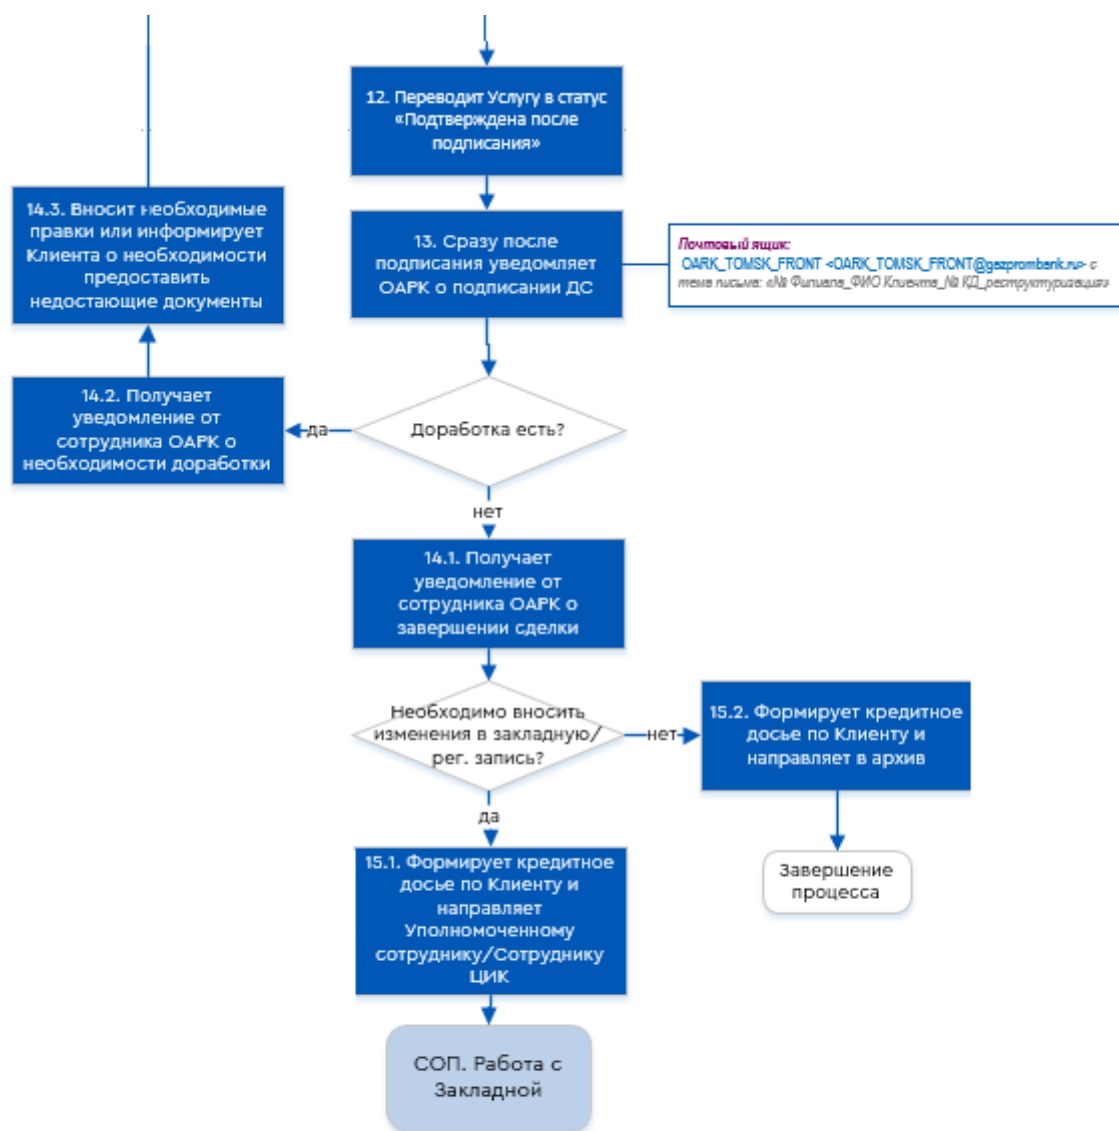 12. Переводит Услугу в статус
«Подтверждена после
подписания»
14.3. Вносит необходимые
правки или информирует
Клиента о необходимости
предоставить
недостающие документы
13. Сразу после
подписания уведомляет
ОАРК о подписании ДС
Почтовый ящик:
OARK_TOMSK_FRONT <OARK_TOMSK_FRONT@gazprombank.ru> с
тема письма: «№ Филиала_ФИО Клиента_№ КД_реструктуризация»
14.2. Получает
уведомление от
сотрудника ОАРК о
необходимости доработки
да
Доработка есть?
нет
14.1. Получает
уведомление от
сотрудника ОАРК о
завершении сделки
Необходимо вносить
изменения в закладную/
рег. запись?
нет
15.2. Формирует кредитное
досье по Клиенту и
направляет в архив
да
15.1. Формирует кредитное
досье по Клиенту и
направляет
Уполномоченному
сотруднику/Сотруднику
ЦИК
Завершение
процесса
СОП. Работа с
Закладной